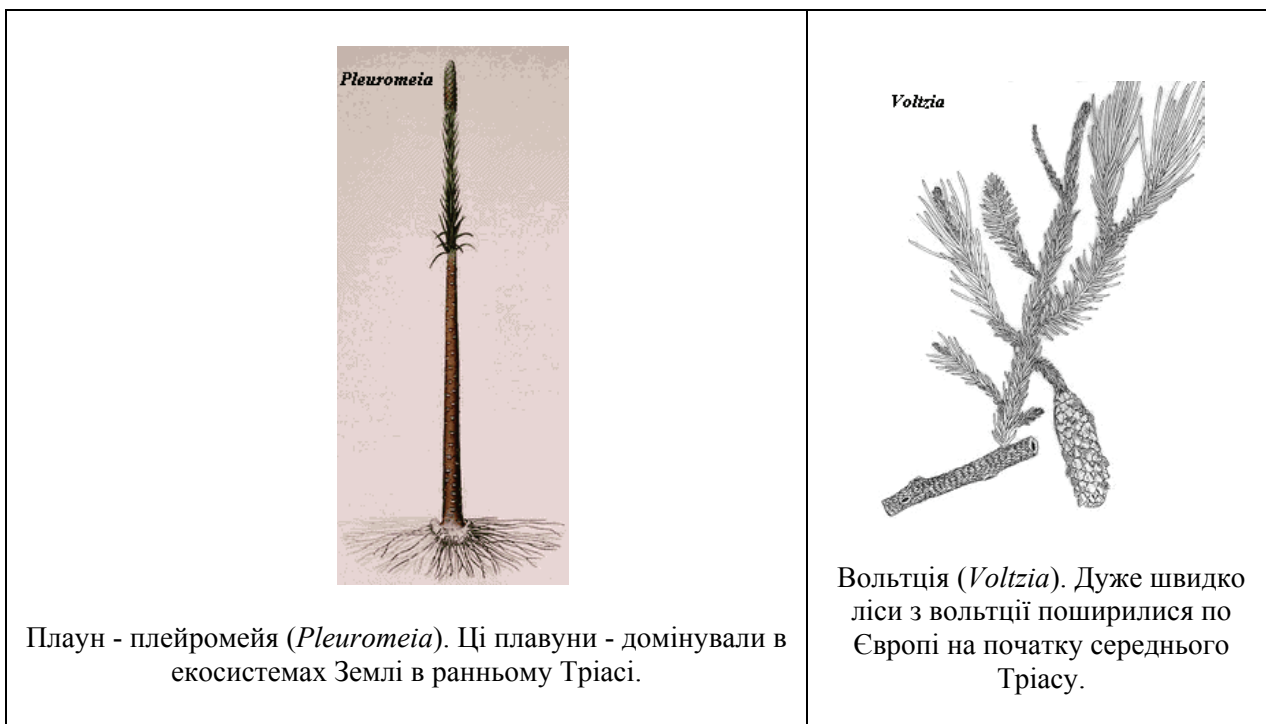 Pleuromeia
Плаун - плейромейя (Pleuromeia). Ці плавуни - домінували в
екосистемах Землі в ранньому Тріасі.
Voltzia
Вольтція (Voltzia). Дуже швидко
ліси з вольтції поширилися по
Європі на початку середнього
Тріасу.